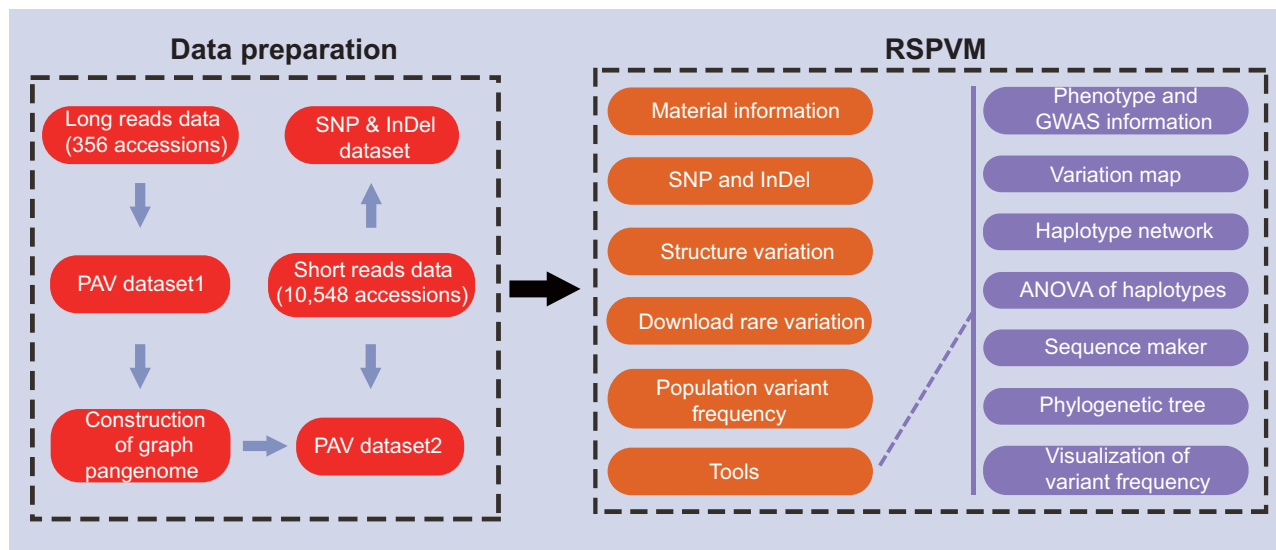 Data preparation
Long reads data
(356 accessions)
SNP & InDel
dataset
PAV dataset1
Short reads data
(10,548 accessions)
Construction
of graph
pangenome
PAV dataset2
RSPVM
Material information
SNP and InDel
Structure variation
Download rare variation
Population variant
frequency
Tools
Phenotype and
GWAS information
Variation map
Haplotype network
ANOVA of haplotypes
Sequence maker
Phylogenetic tree
Visualization of
variant frequency